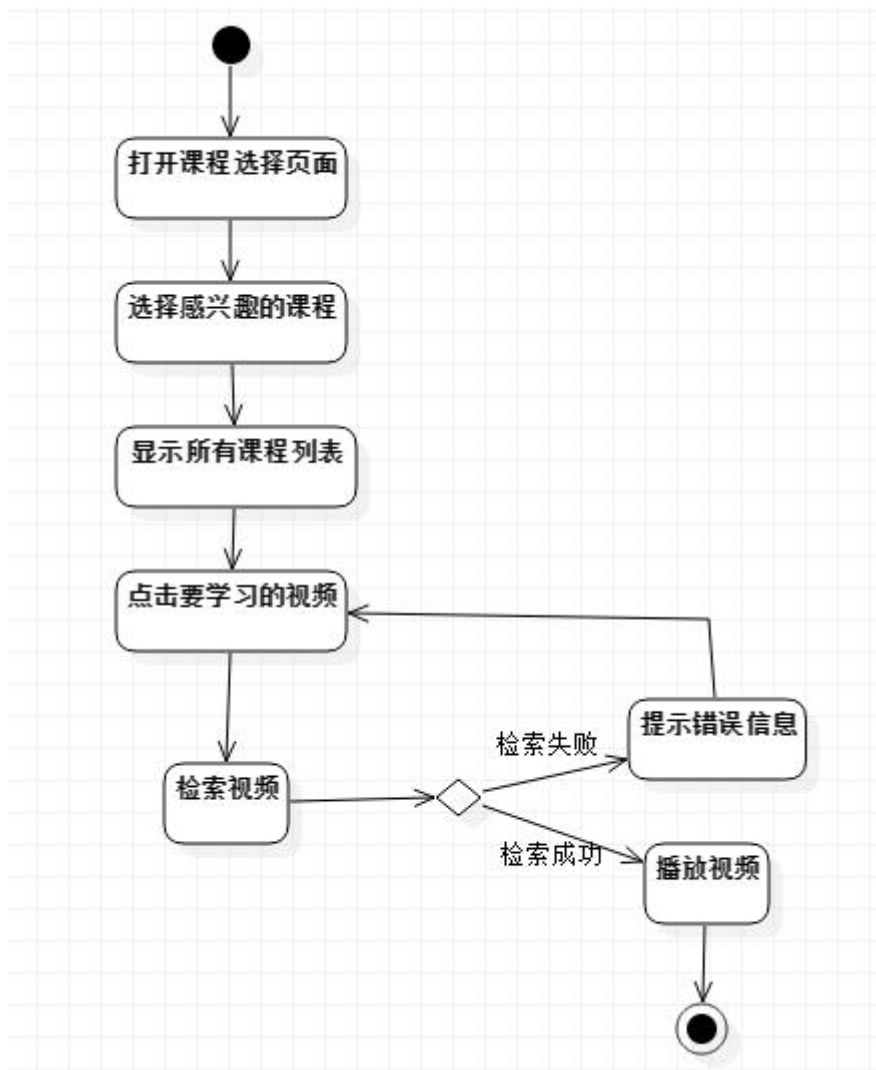 打开课程选择页面
选择感兴趣的课程
显示所有课程列表
点击要学习的视频
提示错误信息
检索失败
检索视频
检索成功
播放视频